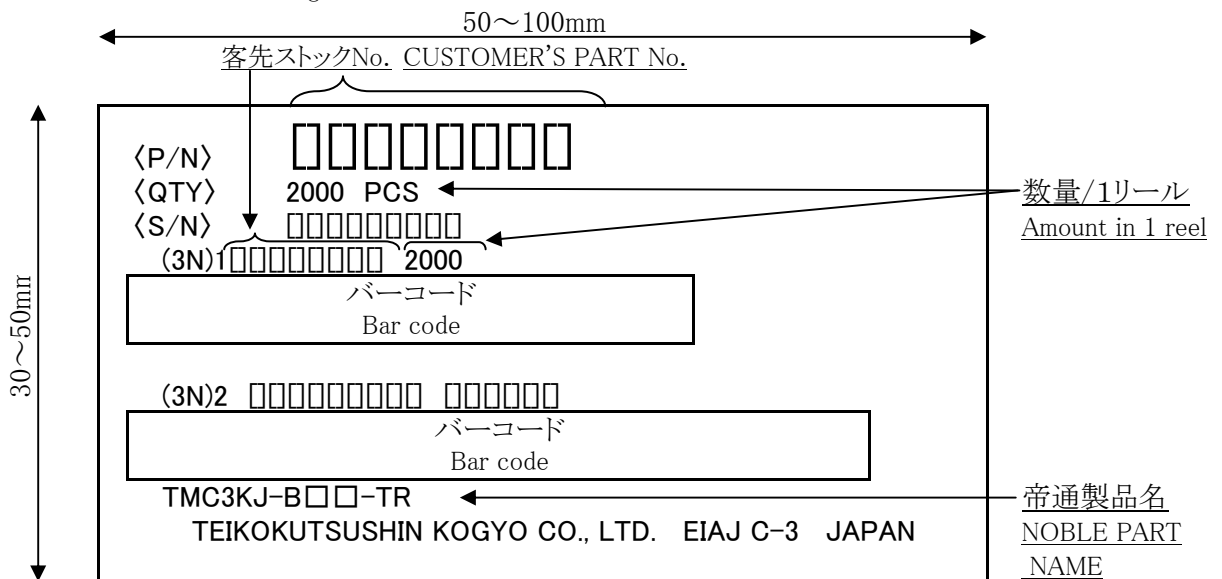 50～100mm
客先ストックNo. CUSTOMER'S PART No.
〈P/N〉 □□□□□□□□
〈QTY〉 2000 PCS
〈S/N〉 □□□□□□□□□
(3N)1□□□□□□□□ 2000
バーコード
Bar code
(3N)2 □□□□□□□□□ □□□□□□
バーコード
Bar code
TMC3KJ-B□□-TR
TEIKOKUTSUSHIN KOGYO CO., LTD. EIAJ C-3 JAPAN
30～50mm
数量/1リール
Amount in 1 reel
帝通製品名
NOBLE PART
NAME